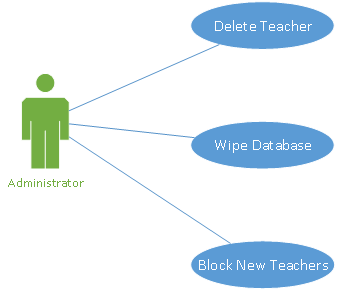 Delete Teacher
Wipe Database
Administrator
Block New Teachers